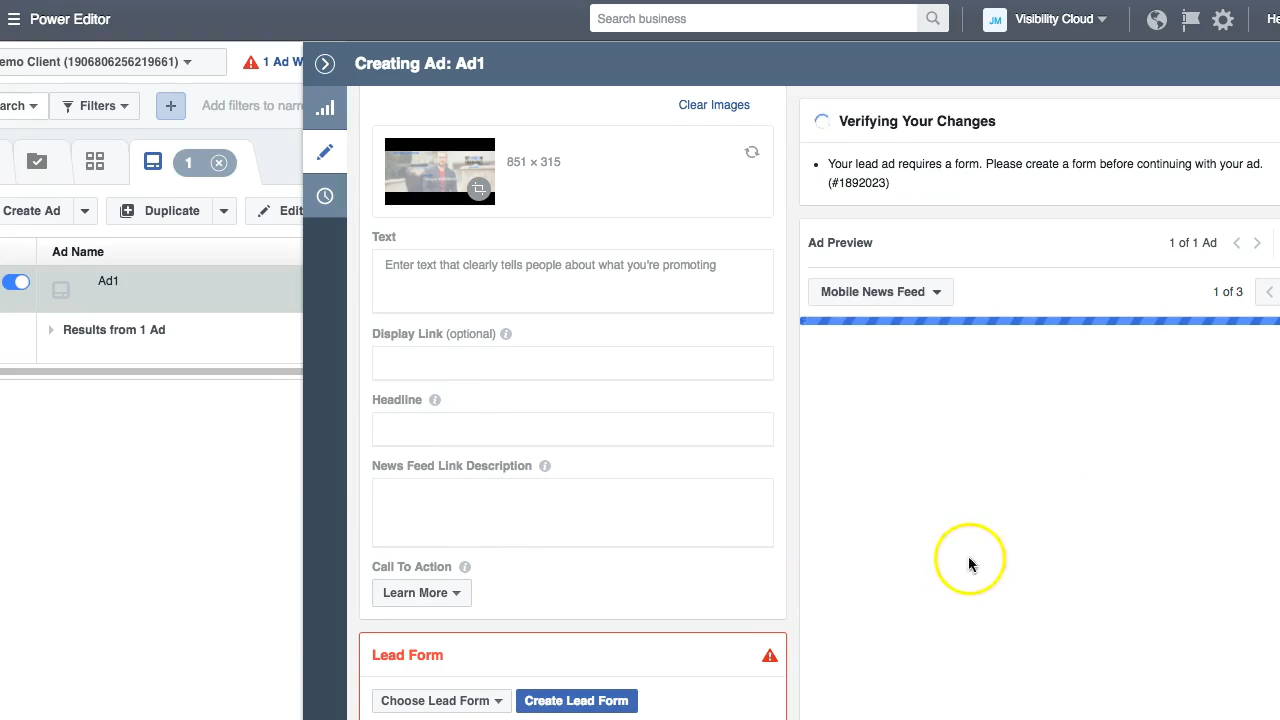 Power Editor
Search business
JM
Visibility Cloud
He
emo Client (1906806256219661)
1 Ad W
Creating Ad: Ad1
arch
Filters
+
Add filters to narr
1
Create Ad
Duplicate
Edit
Ad Name
Ad1
Results from 1 Ad
Clear Images
851 × 315
Text
Enter text that clearly tells people about what you're promoting
Display Link (optional)
Headline
News Feed Link Description
Call To Action
Learn More
Lead Form
Choose Lead Form
Create Lead Form
Verifying Your Changes
Your lead ad requires a form. Please create a form before continuing with your ad.
(#1892023)
Ad Preview
1 of 1 Ad
Mobile News Feed
1 of 3